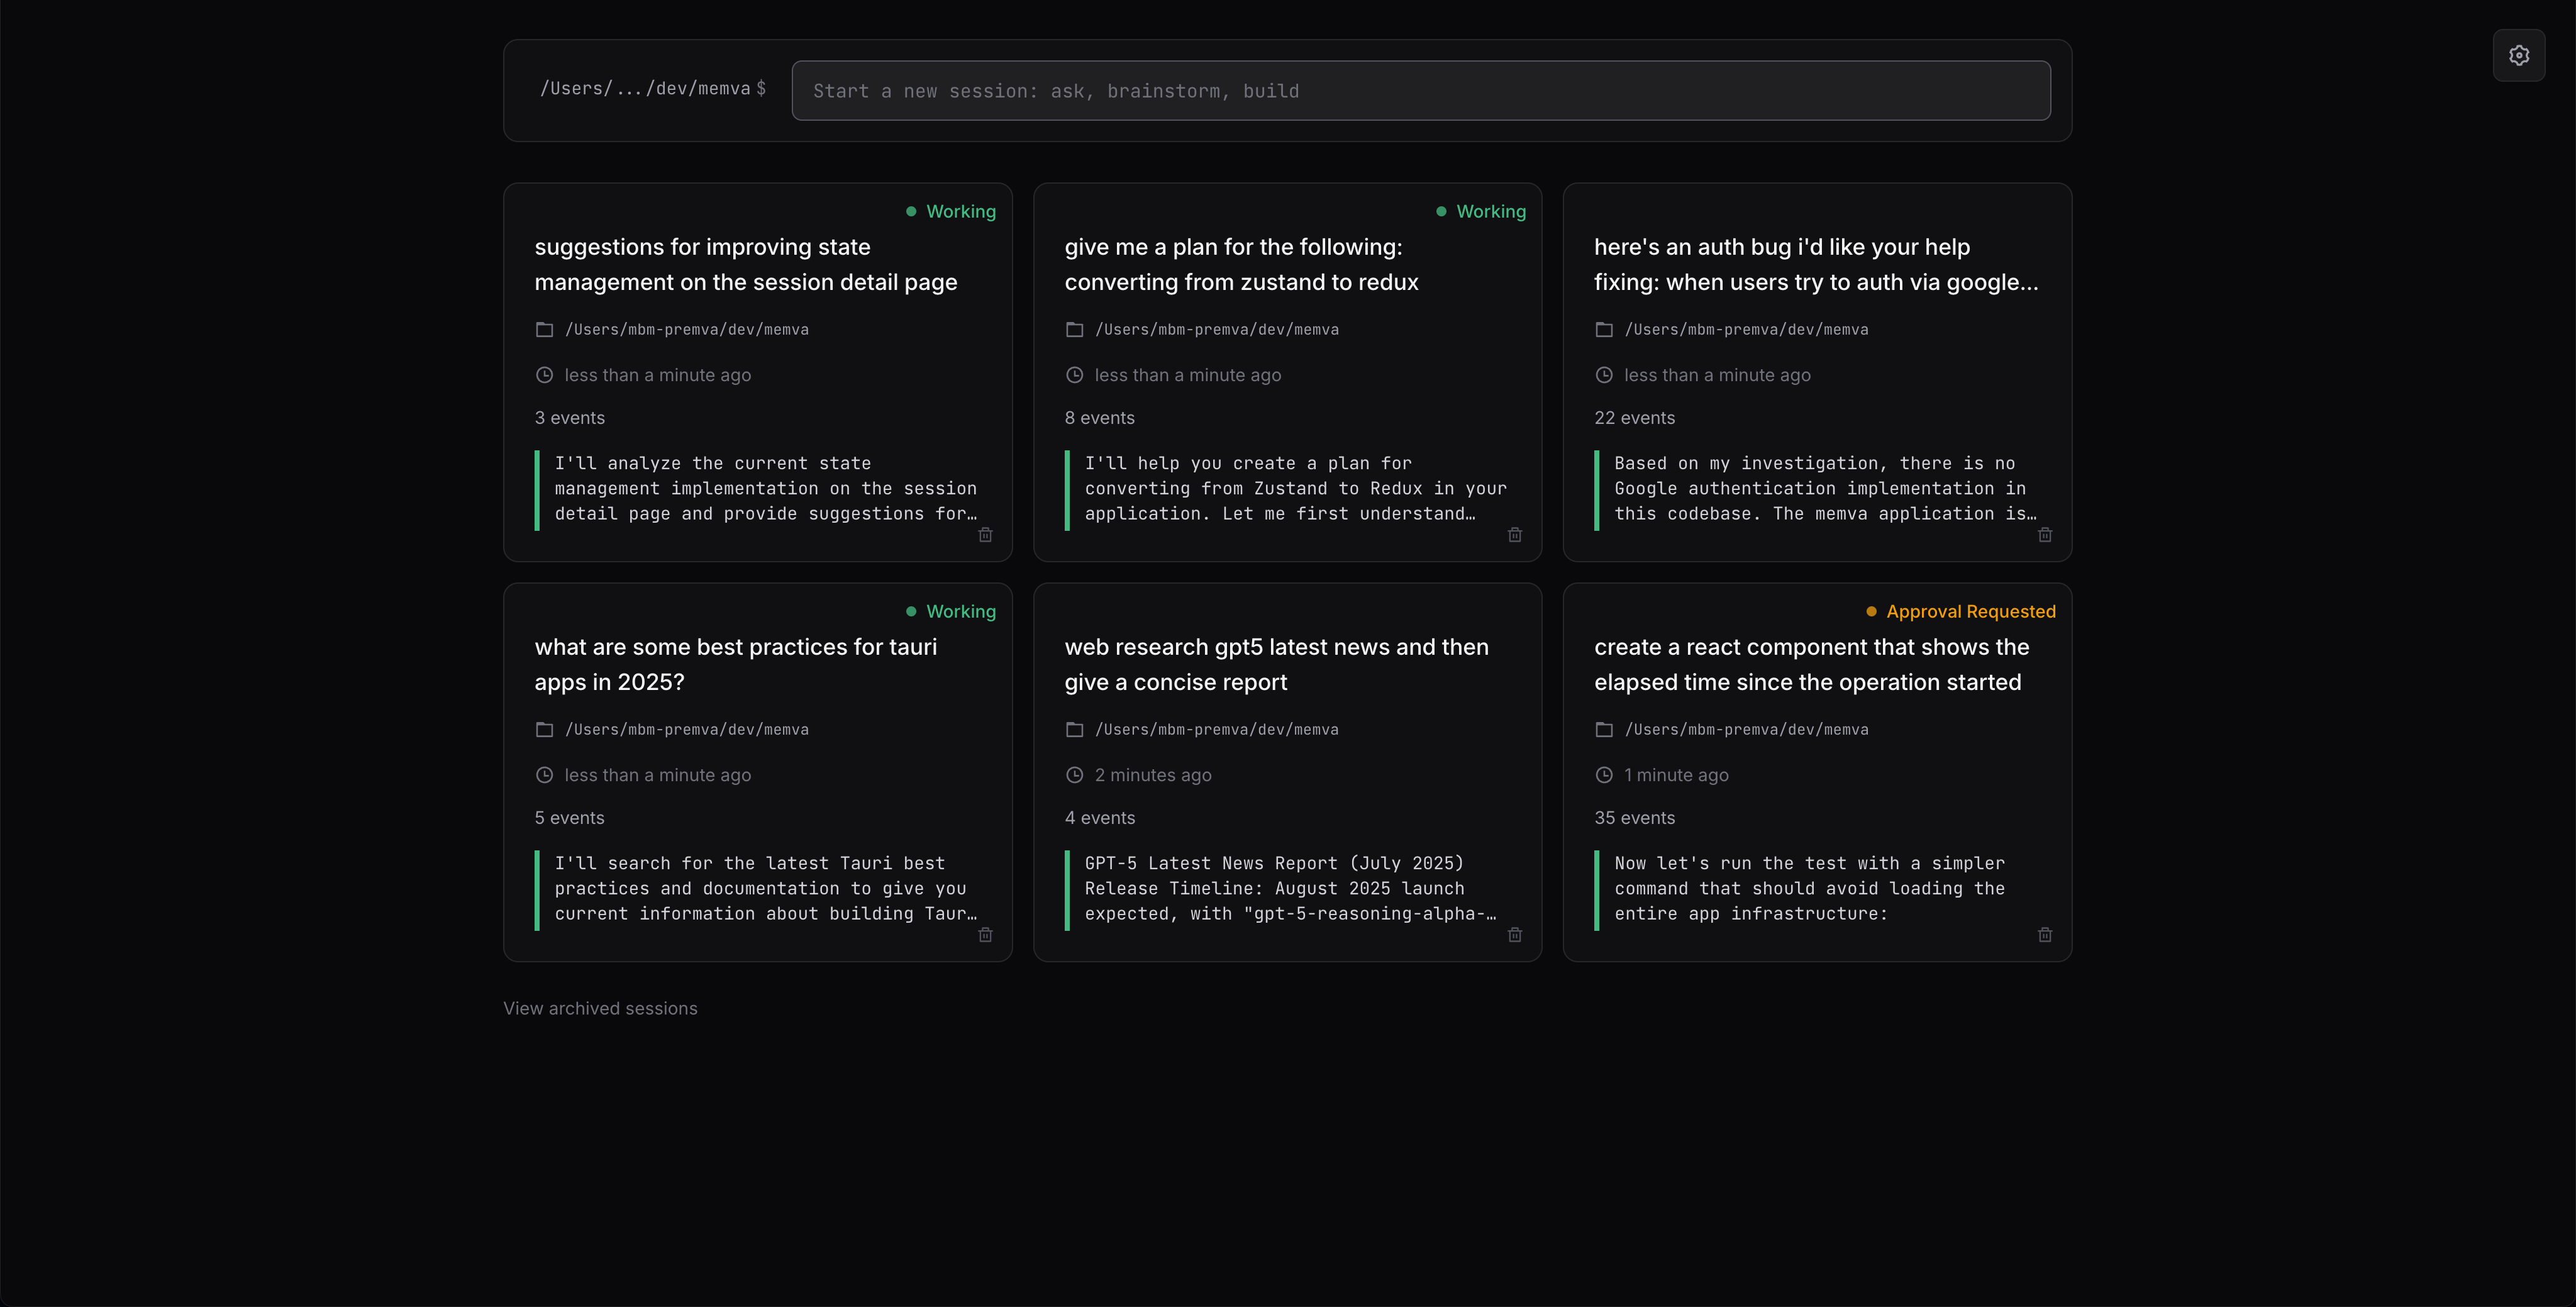 /Users/.../dev/memva $
Start a new session: ask, brainstorm, build
Working
suggestions for improving state
management on the session detail page
/Users/mbm-premva/dev/memva
less than a minute ago
3 events
I'll analyze the current state
management implementation on the session
detail page and provide suggestions for…
Working
give me a plan for the following:
converting from zustand to redux
/Users/mbm-premva/dev/memva
less than a minute ago
8 events
I'll help you create a plan for
converting from Zustand to Redux in your
application. Let me first understand…
here's an auth bug i'd like your help
fixing: when users try to auth via google...
/Users/mbm-premva/dev/memva
less than a minute ago
22 events
Based on my investigation, there is no
Google authentication implementation in
this codebase. The memva application is…
Working
what are some best practices for tauri
apps in 2025?
/Users/mbm-premva/dev/memva
less than a minute ago
5 events
I'll search for the latest Tauri best
practices and documentation to give you
current information about building Taur…
web research gpt5 latest news and then
give a concise report
/Users/mbm-premva/dev/memva
2 minutes ago
4 events
GPT-5 Latest News Report (July 2025)
Release Timeline: August 2025 launch
expected, with "gpt-5-reasoning-alpha-…
Approval Requested
create a react component that shows the
elapsed time since the operation started
/Users/mbm-premva/dev/memva
1 minute ago
35 events
Now let's run the test with a simpler
command that should avoid loading the
entire app infrastructure:
View archived sessions